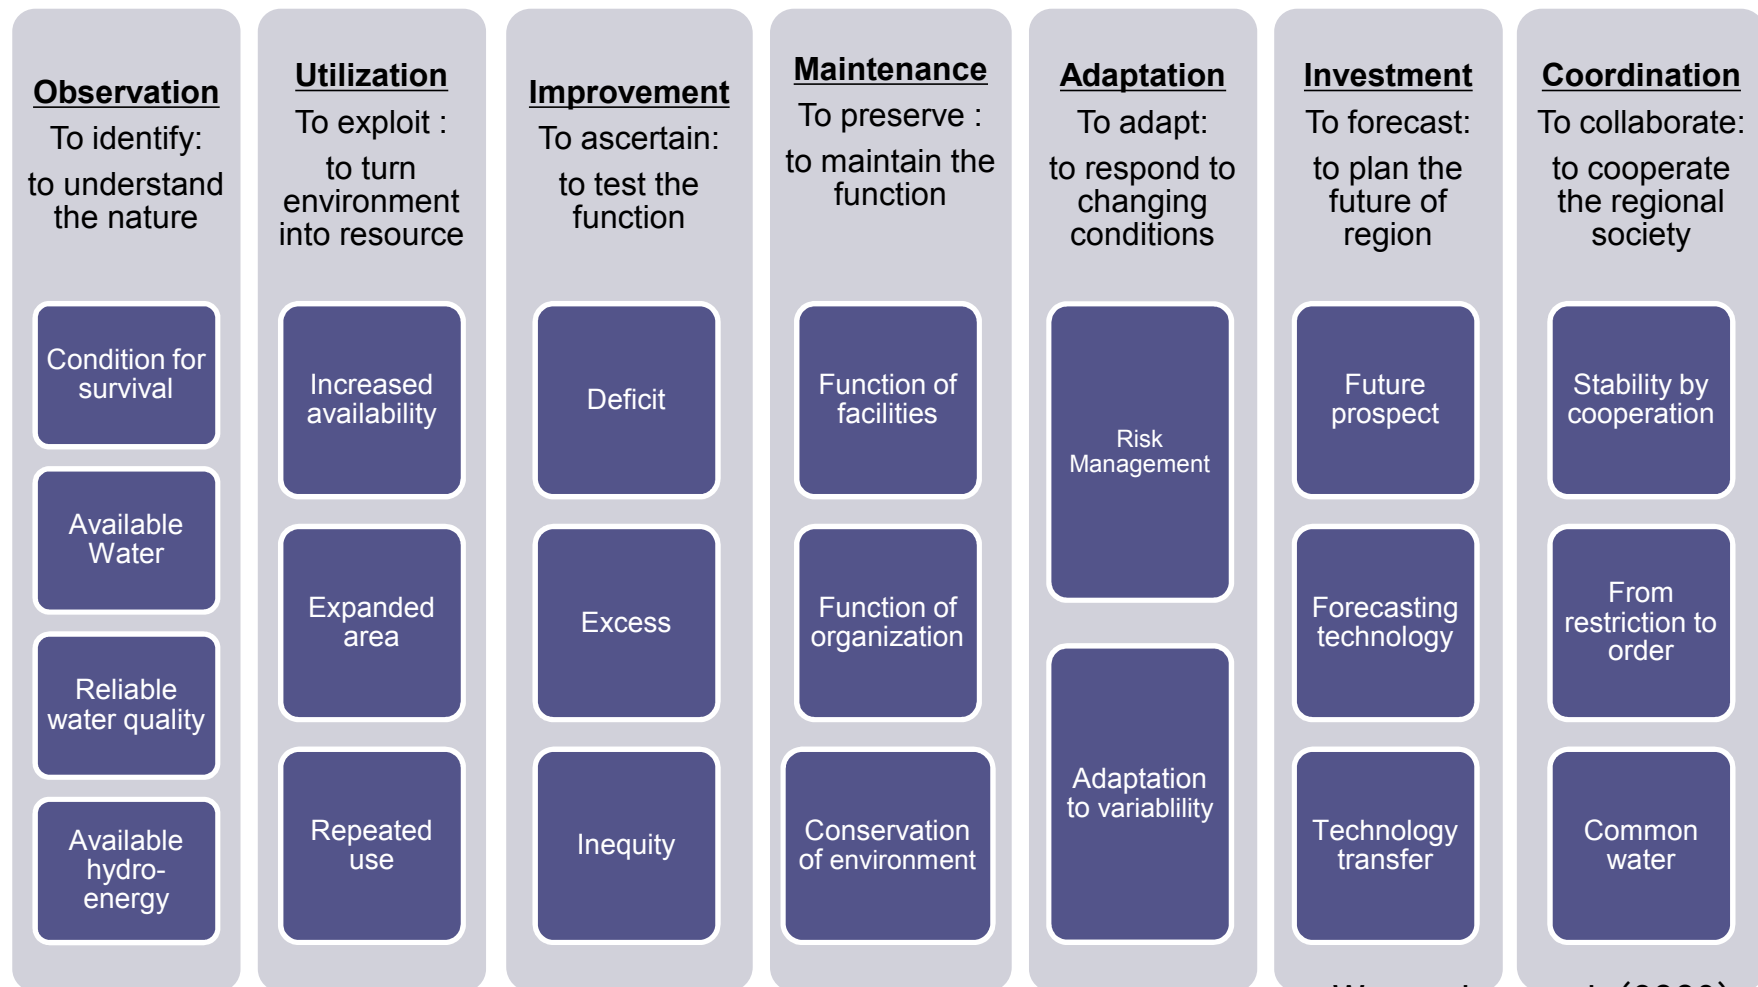 Observation
To identify:
to understand
the nature
Condition for
survival
Available
Water
Reliable
water quality
Available
hydro-
energy
Utilization
To exploit :
to turn
environment
into resource
Increased
availability
Expanded
area
Repeated
use
Improvement
To ascertain:
to test the
function
Deficit
Excess
Inequity
Maintenance
To preserve :
to maintain the
function
Function of
facilities
Function of
organization
Conservation
of environment
Adaptation
To adapt:
to respond to
changing
conditions
Risk
Management
Adaptation
to variablility
Investment
To forecast:
to plan the
future of
region
Future
prospect
Forecasting
technology
Technology
transfer
Coordination
To collaborate:
to cooperate
the regional
society
Stability by
cooperation
From
restriction to
order
Common
water